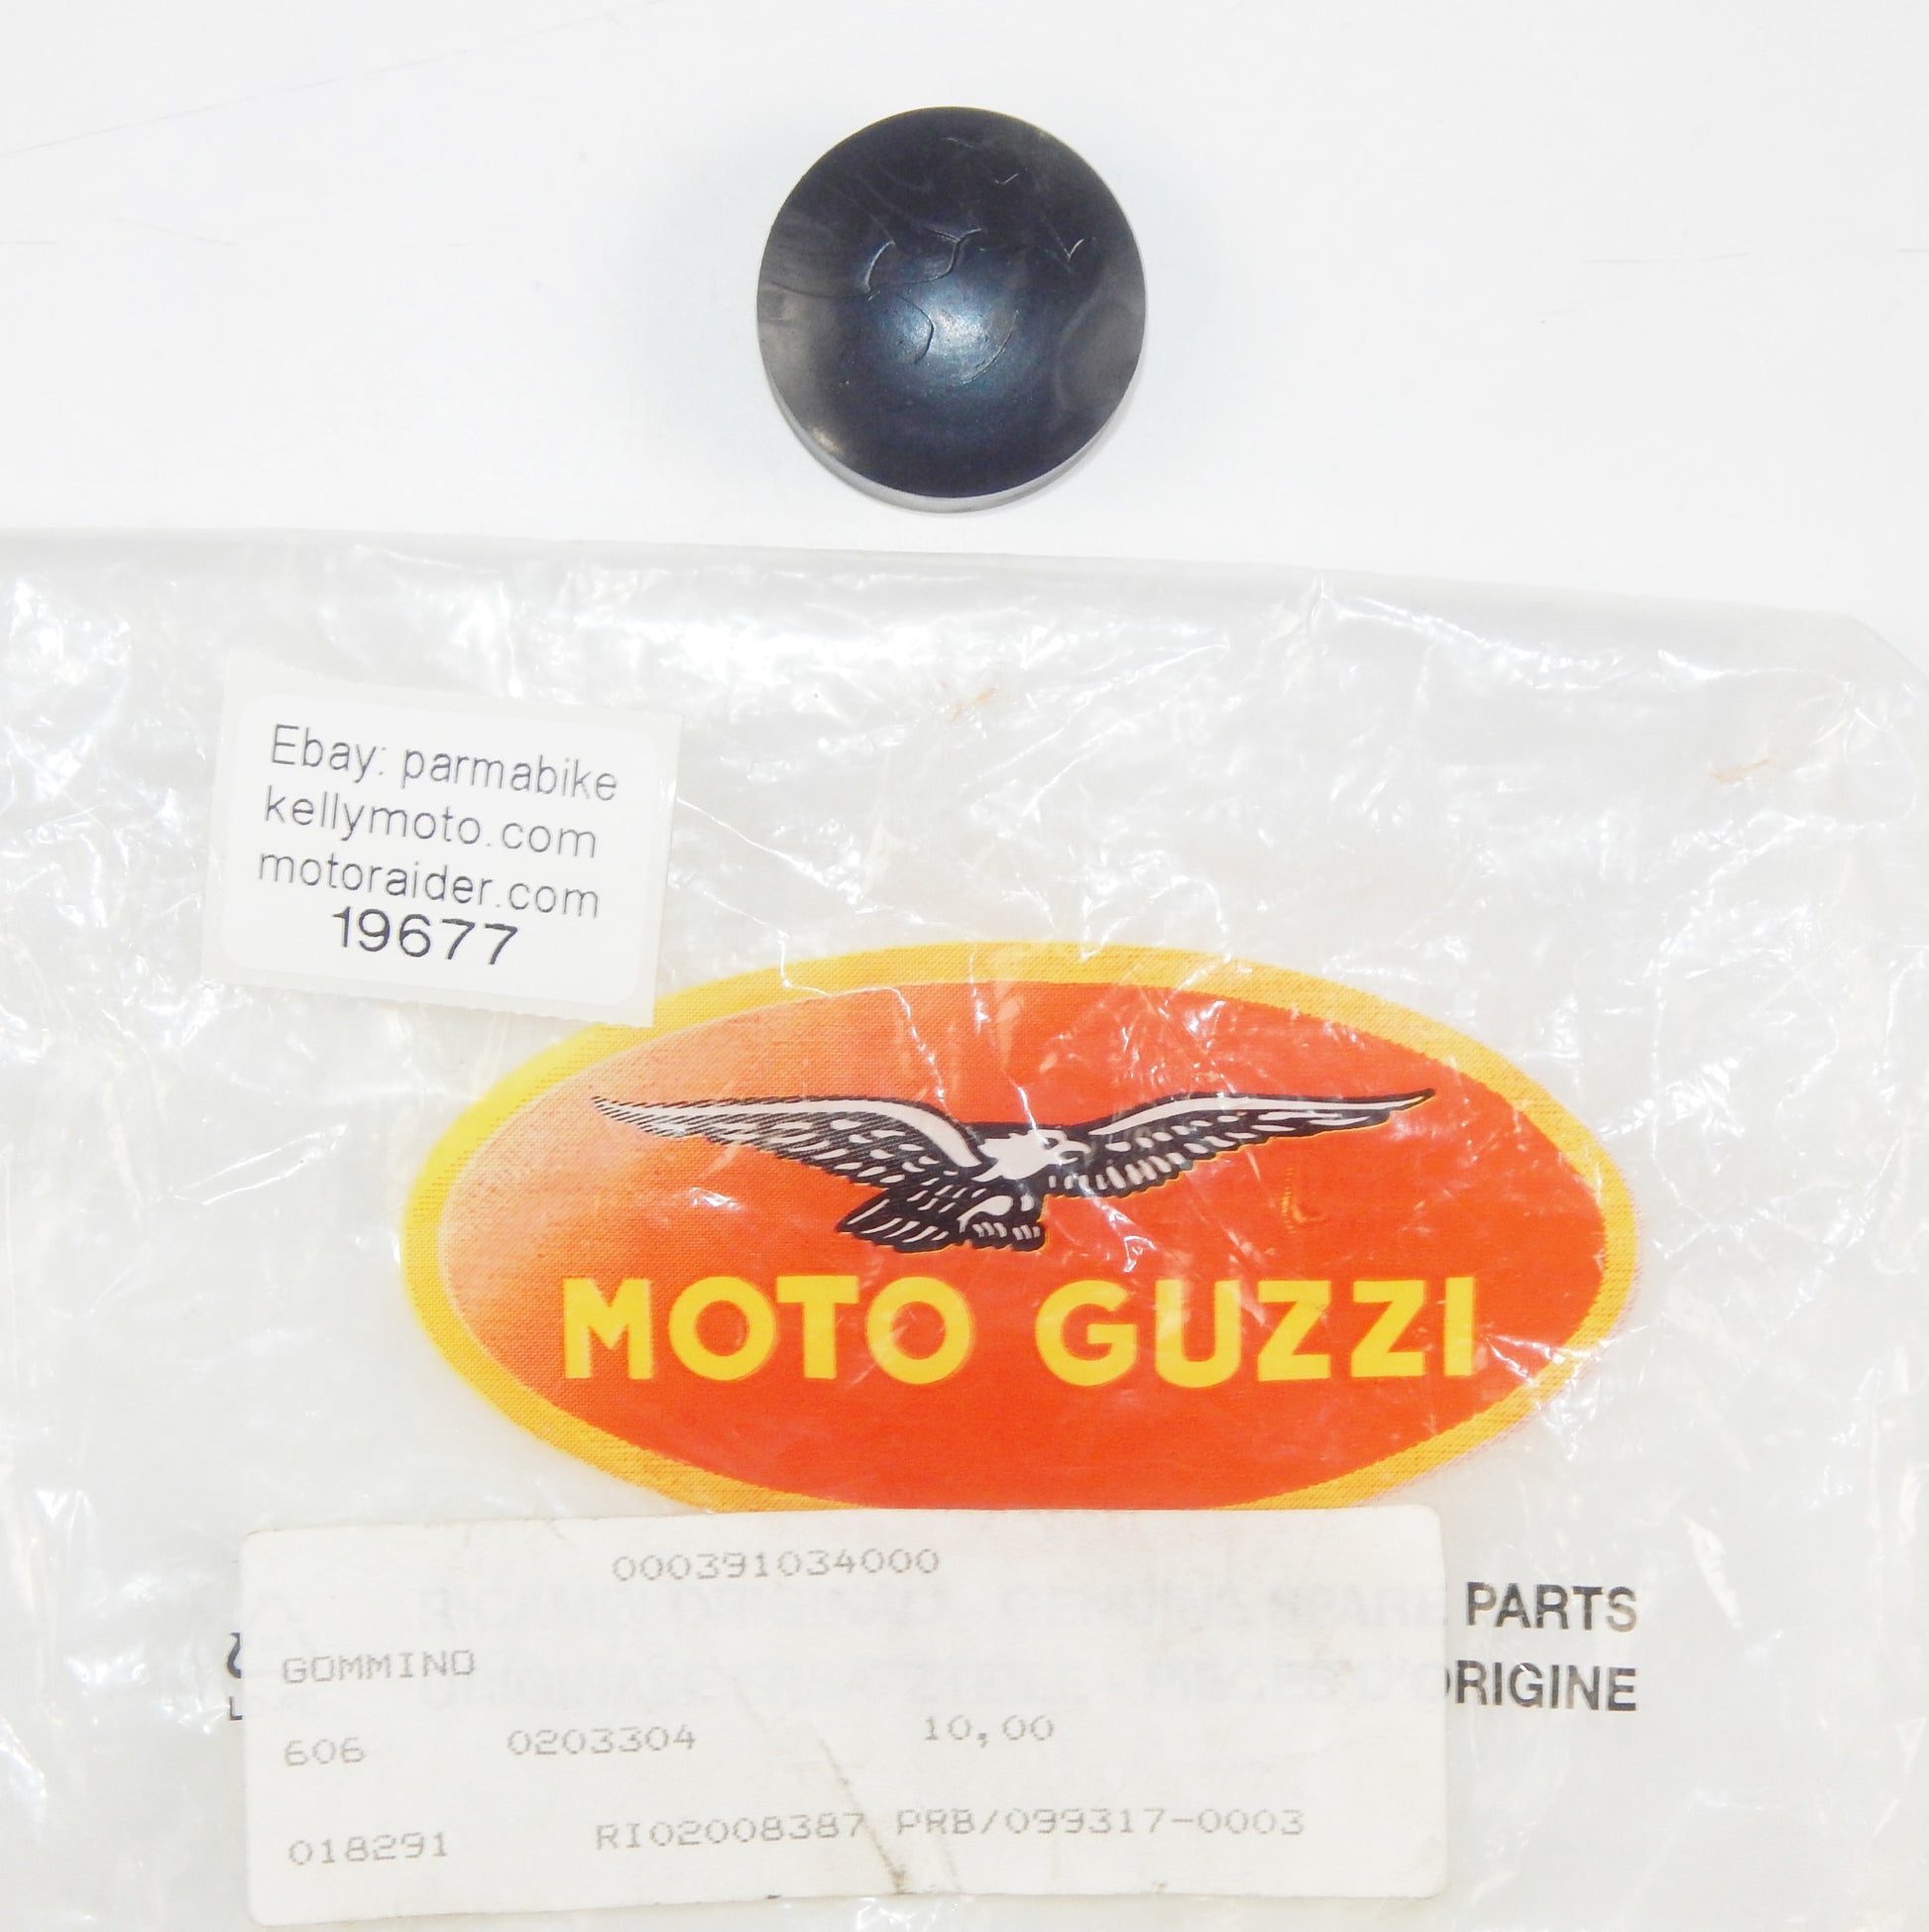 Ebay: parmabike
kellymoto.com
motoraider.com
19677
MOTO GUZZI
000391034000
PARTS
GOMMINO
ORIGINE
606 0203304 10,00
018291 RI02008387 PRB/099317-0003